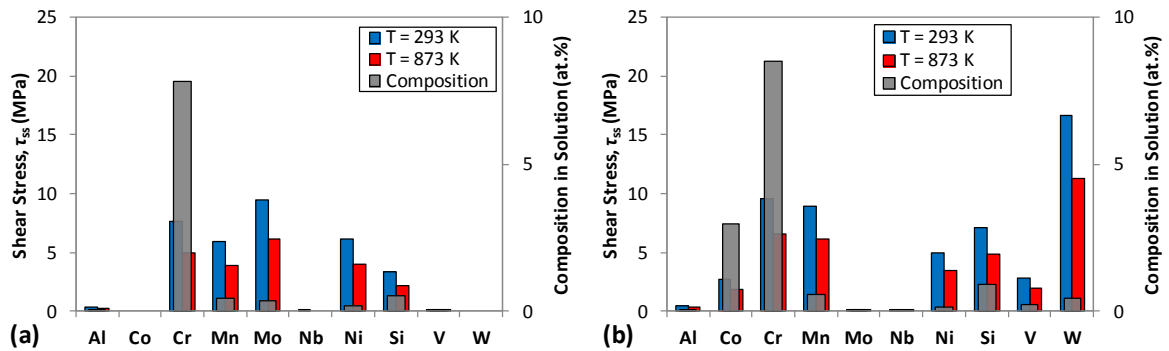 25
20
15
10
5
0
Shear Stress, τss (MPa)
T = 293 K
T = 873 K
Composition
10
5
0
Composition in Solution (at.%)
Al Co Cr Mn Mo Nb Ni Si V W
(a)
25
20
15
10
5
0
Shear Stress, τss (MPa)
T = 293 K
T = 873 K
Composition
10
5
0
Composition in Solution (at.%)
Al Co Cr Mn Mo Nb Ni Si V W
(b)